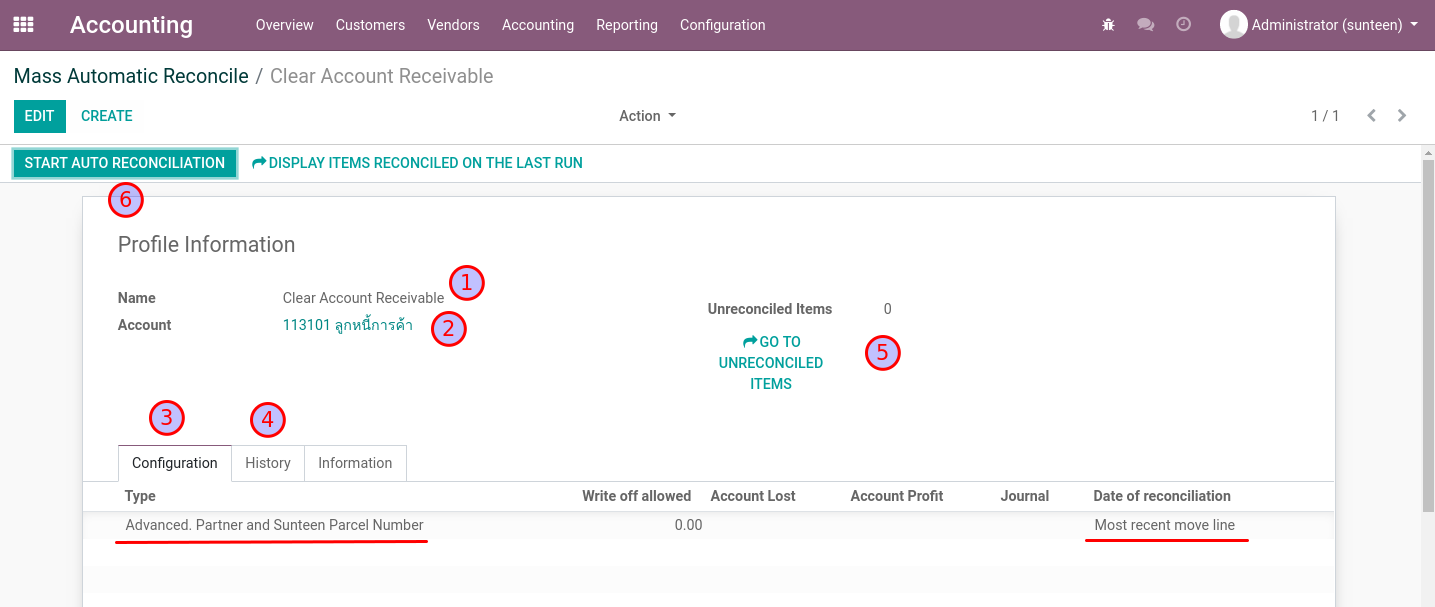 Accounting Overview Customers Vendors Accounting Reporting Configuration Administrator (sunteen)
Mass Automatic Reconcile / Clear Account Receivable
EDIT CREATE Action 1 / 1
START AUTO RECONCILIATION DISPLAY ITEMS RECONCILED ON THE LAST RUN
6
Profile Information
1
Name Clear Account Receivable
Unreconciled Items 0
Account 113101 ลูกหนี้การค้า 2
GO TO
UNRECONCILED
ITEMS
5
3 4
Configuration History Information
Type Write off allowed Account Lost Account Profit Journal Date of reconciliation
Advanced. Partner and Sunteen Parcel Number 0.00 Most recent move line